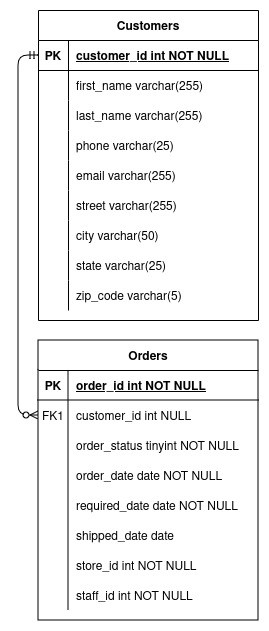 Customers
PK customer_id int NOT NULL
first_name varchar(255)
last_name varchar(255)
phone varchar(25)
email varchar(255)
street varchar(255)
city varchar(50)
state varchar(25)
zip_code varchar(5)
Orders
PK order_id int NOT NULL
FK1 customer_id int NULL
order_status tinyint NOT NULL
order_date date NOT NULL
required_date date NOT NULL
shipped_date date
store_id int NOT NULL
staff_id int NOT NULL